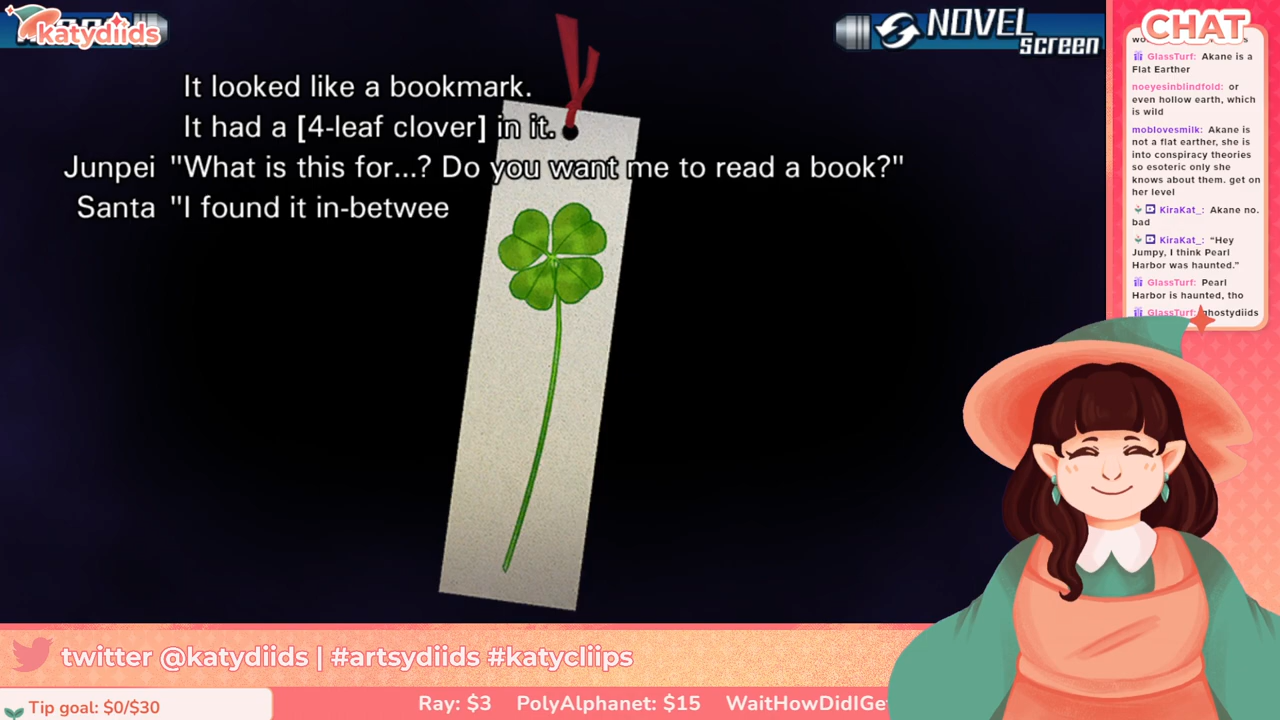 katydiids
NOVEL
Screen
It looked like a bookmark.
It had a [4-leaf clover] in it.
Junpei "What is this for...? Do you want me to read a book?"
Santa "I found it in-betwee
CHAT
GlassTurf: Akane is a
Flat Earther
noeyesinblindfold: or
even hollow earth, which
is wild
moblovesmilk: Akane is
not a flat earther, she is
into conspiracy theories
so esoteric only she
knows about them. get on
her level
KiraKat_: Akane no.
bad
KiraKat_: “Hey
Jumpy, I think Pearl
Harbor was haunted.”
GlassTurf: Pearl
Harbor is haunted, tho
GlassTurf: ghostydiids
twitter @katydiids | #artsydiids #katycliips
Tip goal: $0/$30
Ray: $3 PolyAlphanet: $15 WaitHowDidIGe